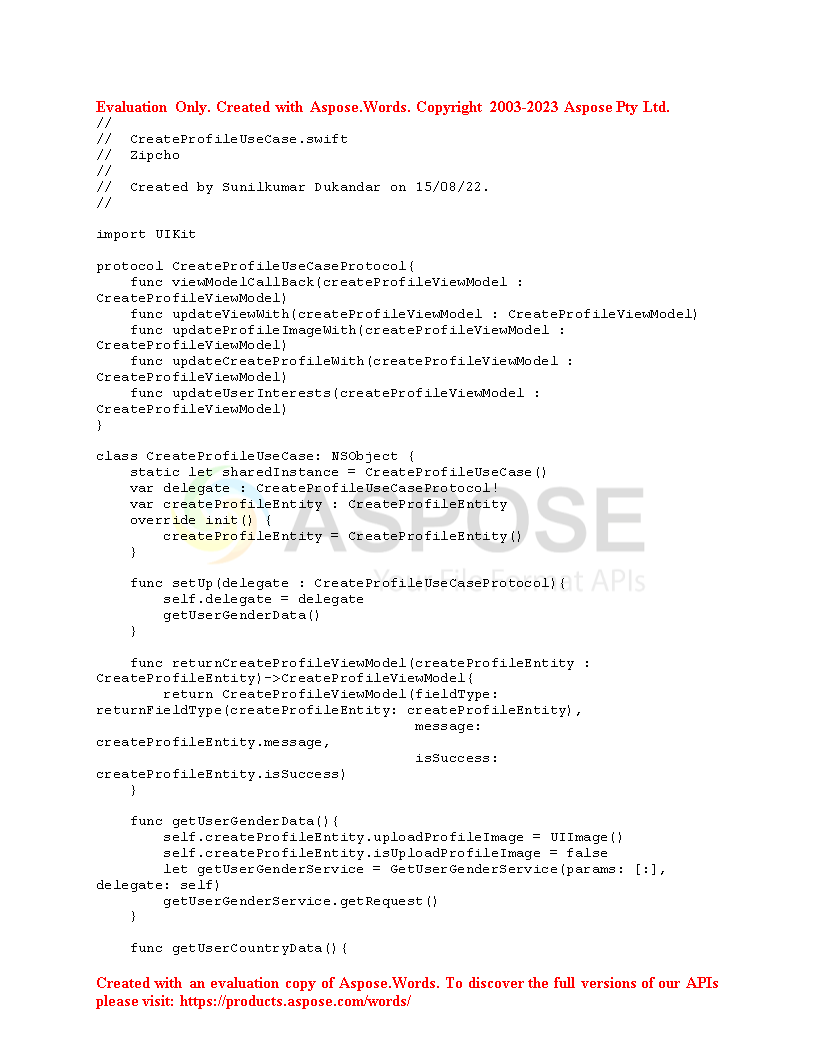 Evaluation Only. Created with Aspose.Words. Copyright 2003-2023 Aspose Pty Ltd.
//
//  CreateProfileUseCase.swift
//  Zipcho
//
//  Created by Sunilkumar Dukandar on 15/08/22.
//

import UIKit

protocol CreateProfileUseCaseProtocol{
    func viewModelCallBack(createProfileViewModel :
CreateProfileViewModel)
    func updateViewWith(createProfileViewModel : CreateProfileViewModel)
    func updateProfileImageWith(createProfileViewModel :
CreateProfileViewModel)
    func updateCreateProfileWith(createProfileViewModel :
CreateProfileViewModel)
    func updateUserInterests(createProfileViewModel :
CreateProfileViewModel)
}

class CreateProfileUseCase: NSObject {
    static let sharedInstance = CreateProfileUseCase()
    var delegate : CreateProfileUseCaseProtocol!
    var createProfileEntity : CreateProfileEntity
    override init() {
        createProfileEntity = CreateProfileEntity()
    }
ASPOSE
Your File Format APIs

    func setUp(delegate : CreateProfileUseCaseProtocol){
        self.delegate = delegate
        getUserGenderData()
    }

    func returnCreateProfileViewModel(createProfileEntity :
CreateProfileEntity)->CreateProfileViewModel{
        return CreateProfileViewModel(fieldType:
returnFieldType(createProfileEntity: createProfileEntity),
                                      message:
createProfileEntity.message,
                                      isSuccess:
createProfileEntity.isSuccess)
    }

    func getUserGenderData(){
        self.createProfileEntity.uploadProfileImage = UIImage()
        self.createProfileEntity.isUploadProfileImage = false
        let getUserGenderService = GetUserGenderService(params: [:],
delegate: self)
        getUserGenderService.getRequest()
    }

    func getUserCountryData(){

Created with an evaluation copy of Aspose.Words. To discover the full versions of our APIs
please visit: https://products.aspose.com/words/